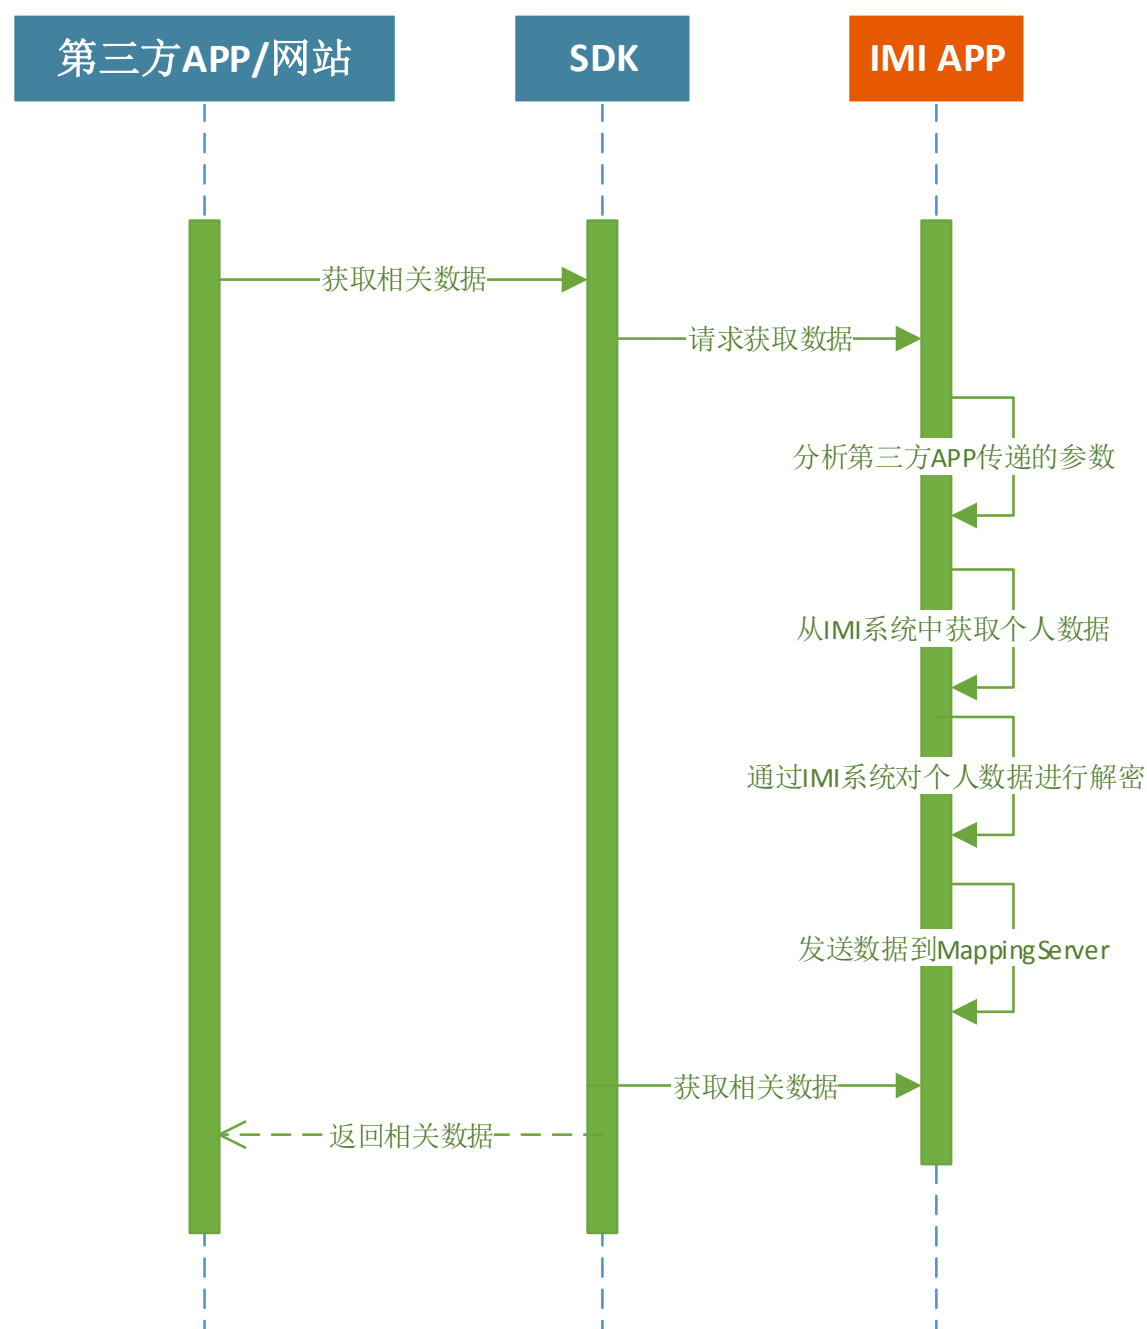 第三方APP/网站
SDK
IMI APP
获取相关数据
请求获取数据
分析第三方APP传递的参数
从IMI系统中获取个人数据
通过IMI系统对个人数据进行解密
发送数据到MappingServer
获取相关数据
返回相关数据